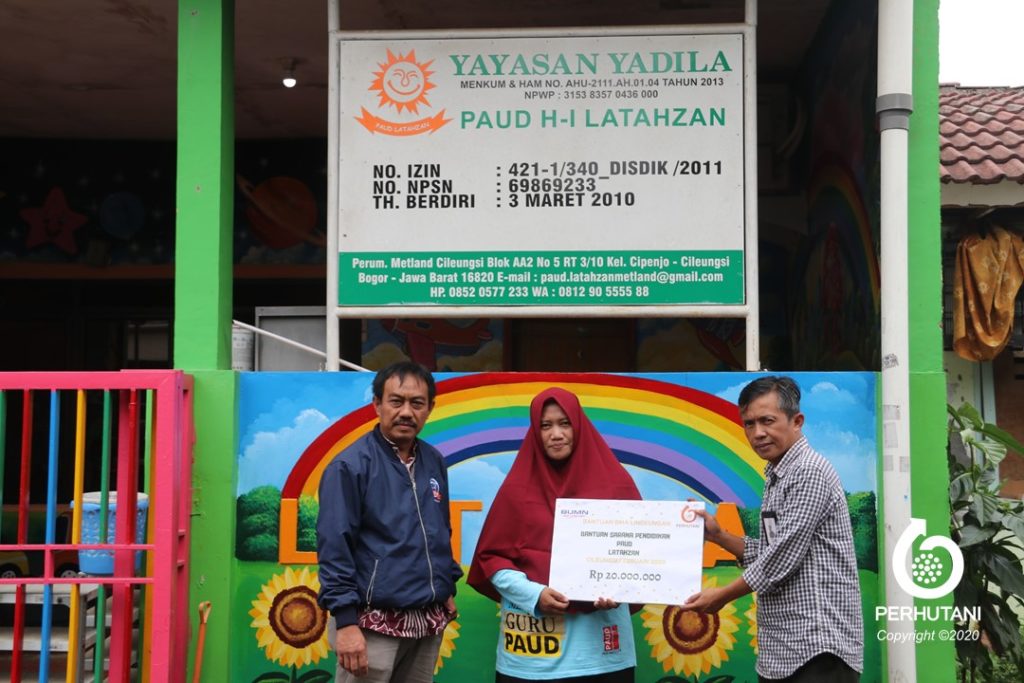 YAYASAN YADILA
MENKUM & HAM NO. AHU-2111.AH.01.04 TAHUN 2013
NPWP : 3153 8357 0436 000
PAUD LATAHZAN
PAUD H-I LATAHZAN
NO. IZIN : 421-1/340_DISDIK /2011
NO. NPSN : 69869233
TH. BERDIRI : 3 MARET 2010
Perum. Metland Cileungsi Blok AA2 No 5 RT 3/10 Kel. Cipenjo - Cileungsi
Bogor - Jawa Barat 16820 E-mail : paud.latahzanmetland@gmail.com
HP. 0852 0577 233 WA : 0812 90 5555 88
BUMN
PERHUTANI
BANTUAN BINA LINGKUNGAN
BANTUAN SARANA PENDIDIKAN
PAUD
LATAHZAN
Rp 20.000.000
GURU
PAUD
PAUD
PERHUTANI
Copyright ©2020